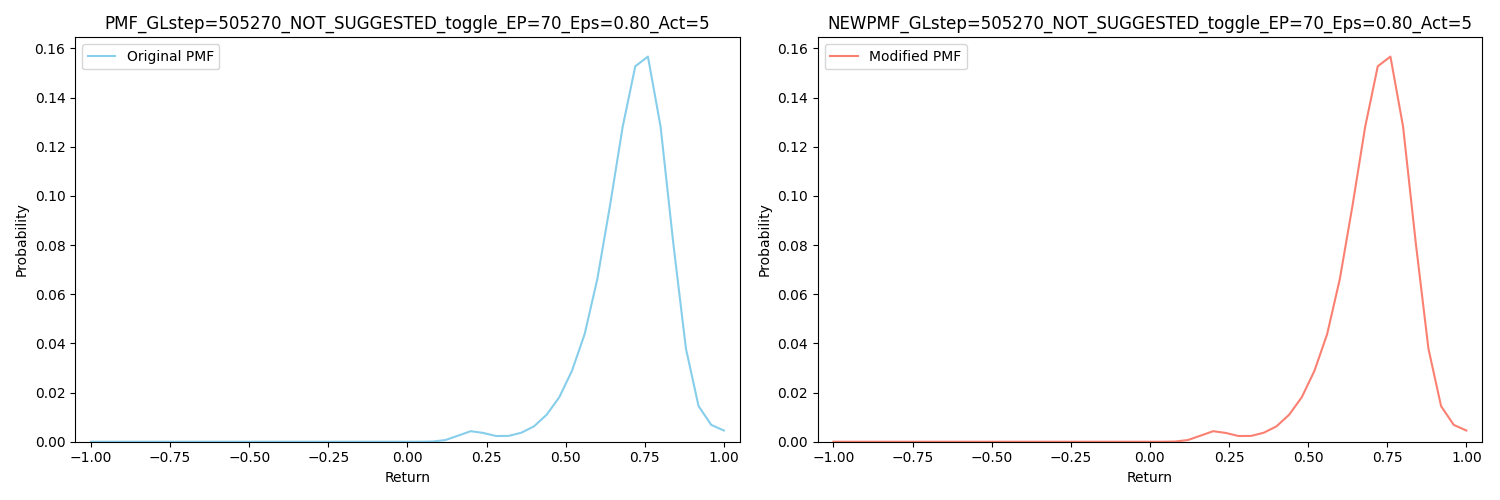 PMF_GLstep=505270_NOT_SUGGESTED_toggle_EP=70_Eps=0.80_Act=5
Original PMF
Probability
0.16
0.14
0.12
0.10
0.08
0.06
0.04
0.02
0.00
−1.00 −0.75 −0.50 −0.25 0.00 0.25 0.50 0.75 1.00
Return
NEWPMF_GLstep=505270_NOT_SUGGESTED_toggle_EP=70_Eps=0.80_Act=5
Modified PMF
Probability
0.16
0.14
0.12
0.10
0.08
0.06
0.04
0.02
0.00
−1.00 −0.75 −0.50 −0.25 0.00 0.25 0.50 0.75 1.00
Return